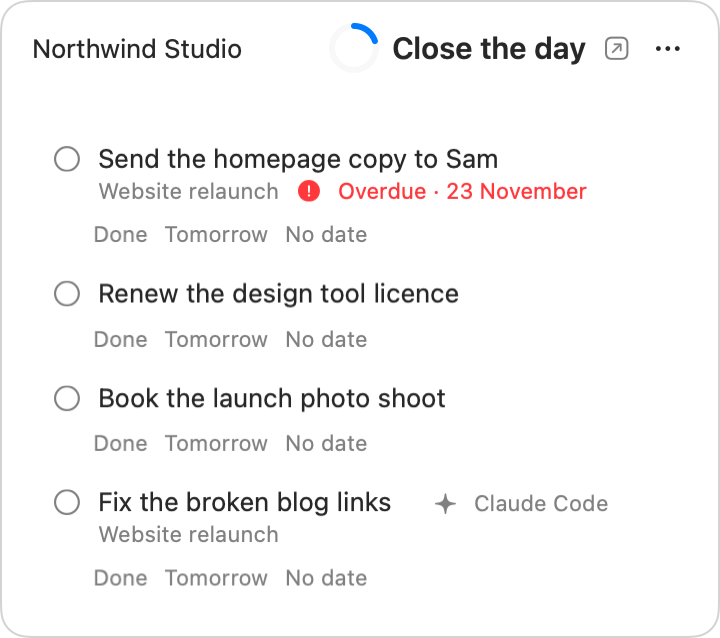 Northwind Studio
Close the day
Send the homepage copy to Sam
Website relaunch ! Overdue · 23 November
Done Tomorrow No date
Renew the design tool licence
Done Tomorrow No date
Book the launch photo shoot
Done Tomorrow No date
Fix the broken blog links Claude Code
Website relaunch
Done Tomorrow No date